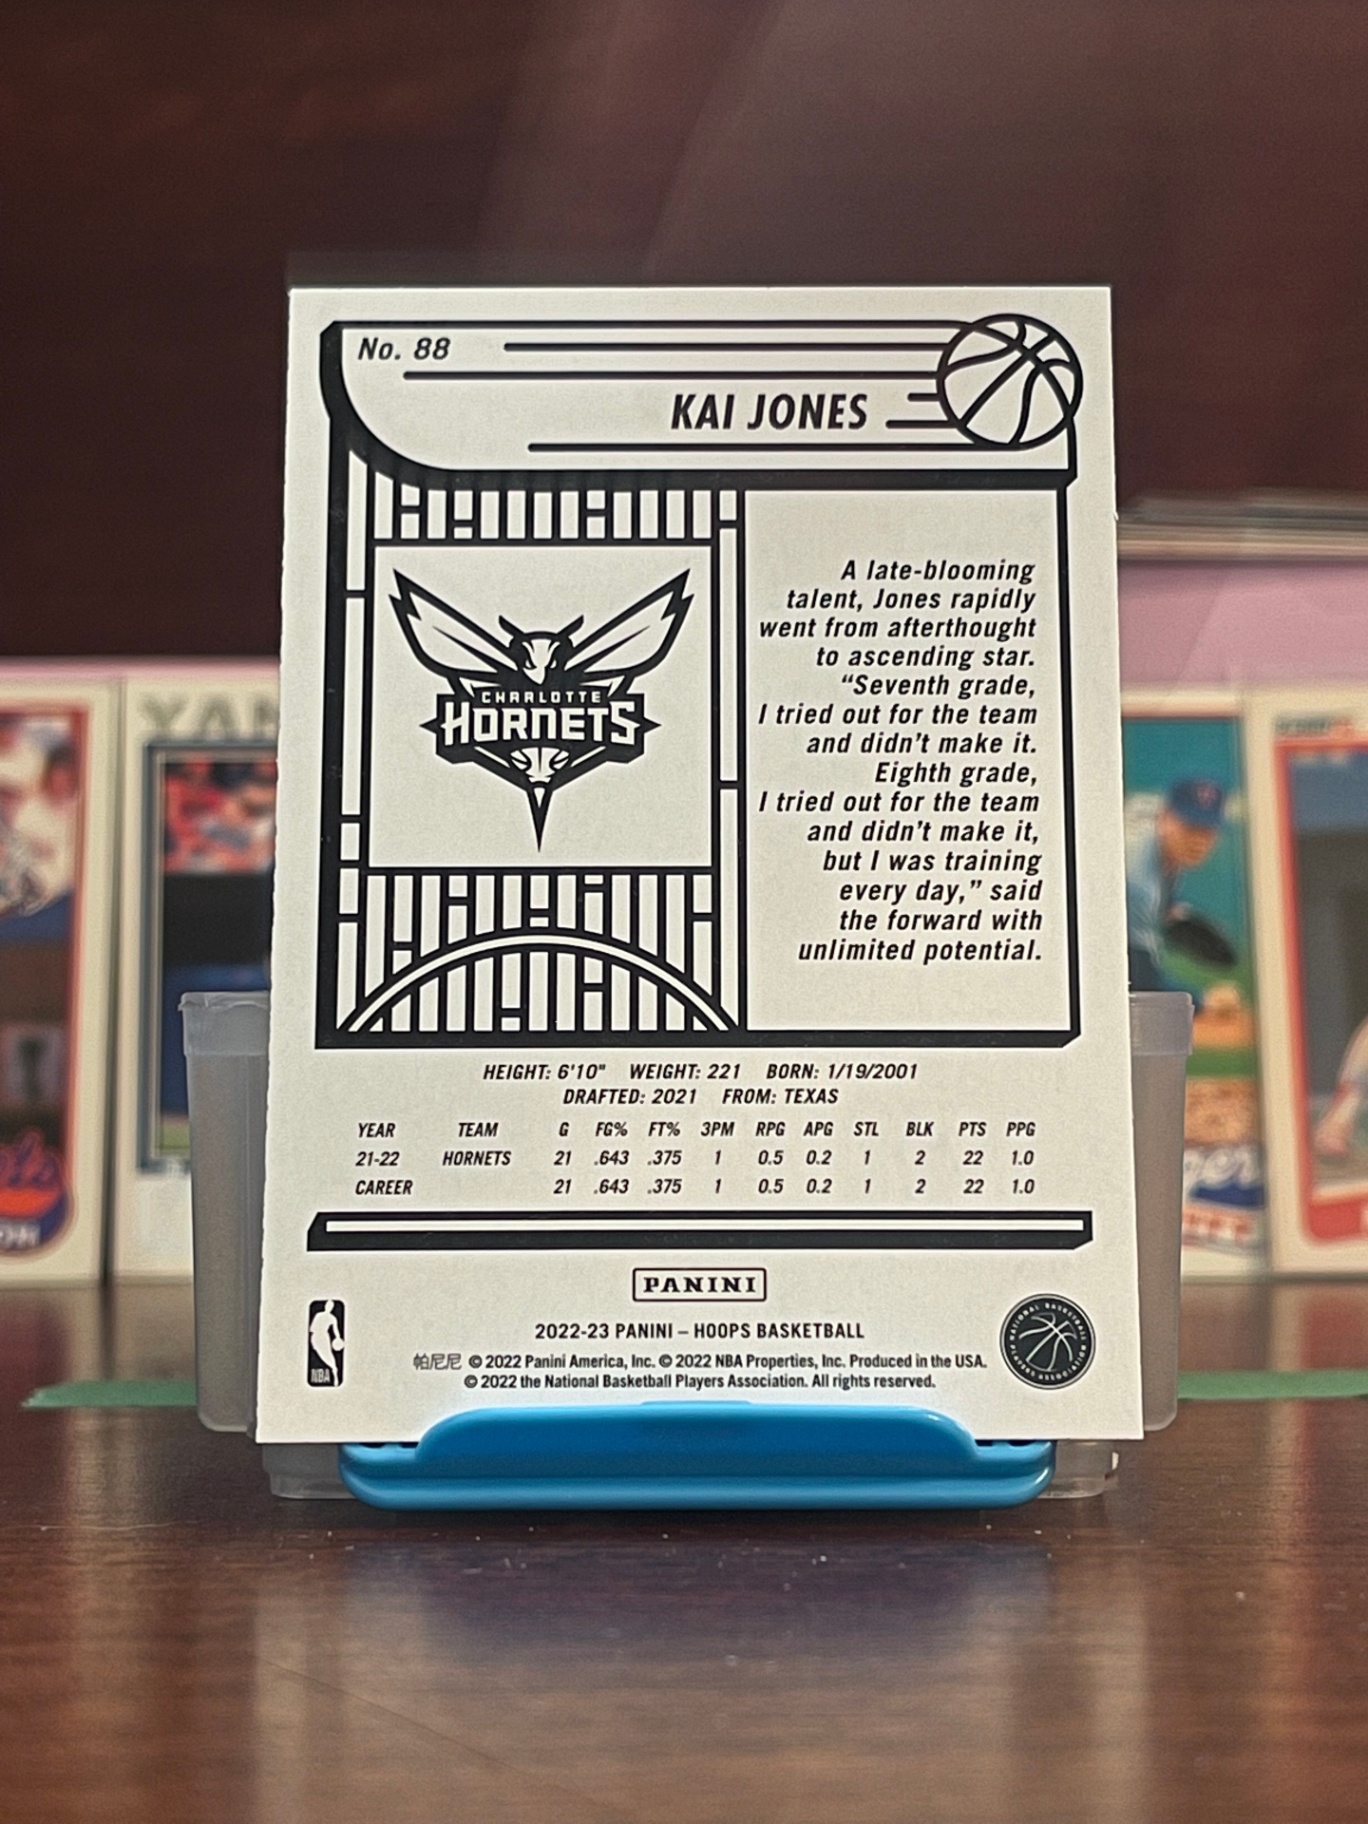 No. 88
KAI JONES
CHARLOTTE
HORNETS
A late-blooming
talent, Jones rapidly
went from afterthought
to ascending star.
“Seventh grade,
I tried out for the team
and didn’t make it.
Eighth grade,
I tried out for the team
and didn’t make it,
but I was training
every day,” said
the forward with
unlimited potential.
HEIGHT: 6'10" WEIGHT: 221 BORN: 1/19/2001
DRAFTED: 2021 FROM: TEXAS
YEAR TEAM G FG% FT% 3PM RPG APG STL BLK PTS PPG
21-22 HORNETS 21 .643 .375 1 0.5 0.2 1 2 22 1.0
CAREER 21 .643 .375 1 0.5 0.2 1 2 22 1.0
PANINI
2022-23 PANINI – HOOPS BASKETBALL
帕尼尼 © 2022 Panini America, Inc. © 2022 NBA Properties, Inc. Produced in the USA.
© 2022 the National Basketball Players Association. All rights reserved.
NBA
NATIONAL BASKETBALL PLAYERS ASSOCIATION